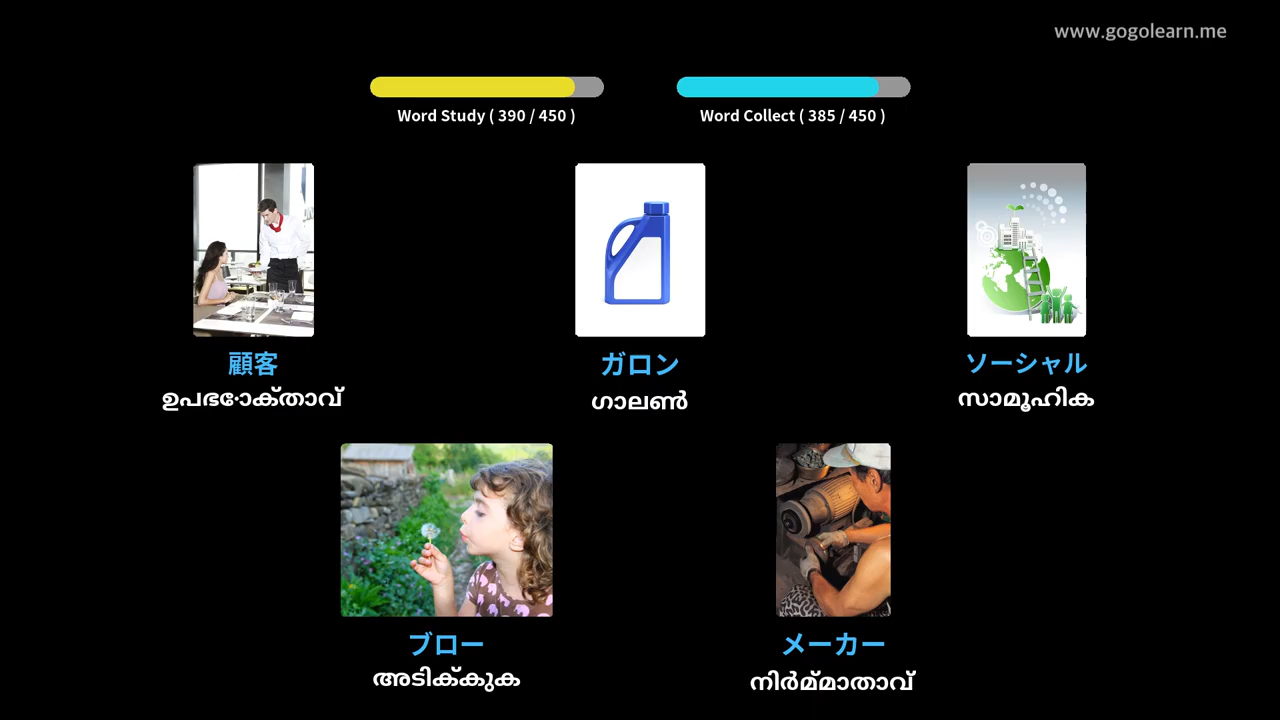 www.gogolearn.me
Word Study ( 390 / 450 )
Word Collect ( 385 / 450 )
顧客
ഉപഭോക്താവ്
ガロン
ഗാലൺ
ソーシャル
സാമൂഹിക
ブロー
അടിക്കുക
メーカー
നിർമ്മാതാവ്